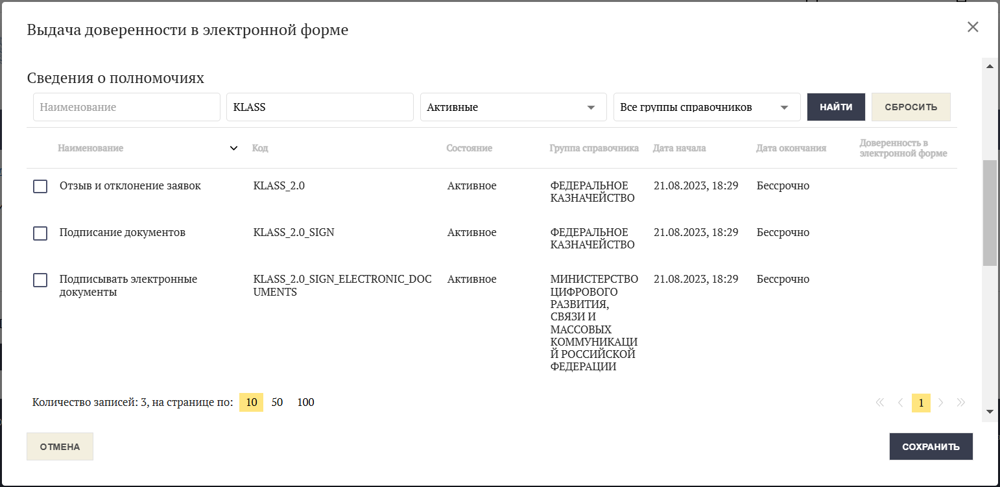 Выдача доверенности в электронной форме
Сведения о полномочиях
Наименование KLASS Активные Все группы справочников НАЙТИ СБРОСИТЬ
Наименование Код Состояние Группа справочника Дата начала Дата окончания Доверенность в
электронной форме
Отзыв и отклонение заявок KLASS_2.0 Активное ФЕДЕРАЛЬНОЕ 21.08.2023, 18:29 Бессрочно
КАЗНАЧЕЙСТВО
Подписание документов KLASS_2.0_SIGN Активное ФЕДЕРАЛЬНОЕ 21.08.2023, 18:29 Бессрочно
КАЗНАЧЕЙСТВО
Подписывать электронные KLASS_2.0_SIGN_ELECTRONIC_DOC Активное МИНИСТЕРСТВО 21.08.2023, 18:29 Бессрочно
документы UMENTS ЦИФРОВОГО
РАЗВИТИЯ,
СВЯЗИ И
МАССОВЫХ
КОММУНИКАЦИ
Й РОССИЙСКОЙ
ФЕДЕРАЦИИ
Количество записей: 3, на странице по: 10 50 100 1
ОТМЕНА СОХРАНИТЬ